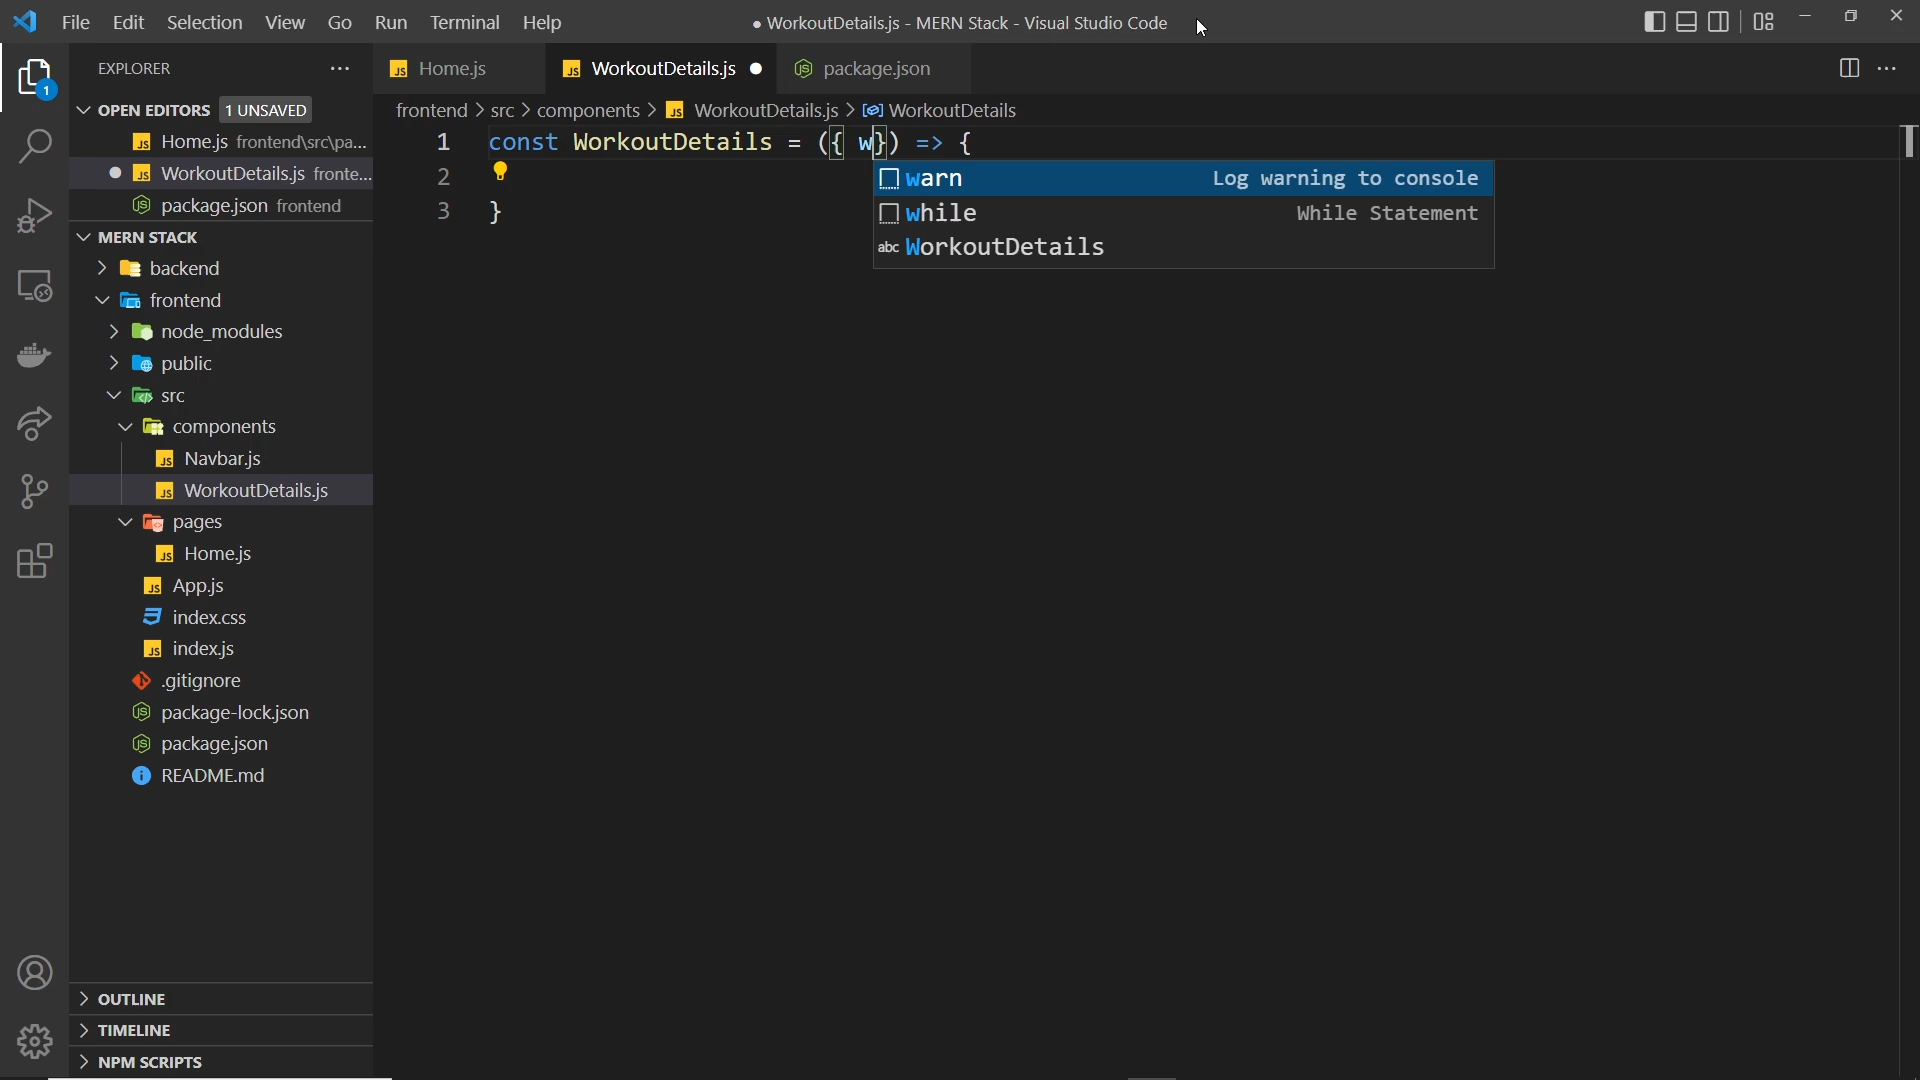 File Edit Selection View Go Run Terminal Help
● WorkoutDetails.js - MERN Stack - Visual Studio Code
EXPLORER
1
OPEN EDITORS 1 UNSAVED
Home.js frontend\src\pa...
WorkoutDetails.js fronte...
package.json frontend
MERN STACK
backend
frontend
node_modules
public
src
components
Navbar.js
WorkoutDetails.js
pages
Home.js
App.js
index.css
index.js
.gitignore
package-lock.json
package.json
README.md
OUTLINE
TIMELINE
NPM SCRIPTS
Home.js WorkoutDetails.js package.json
frontend > src > components > JS WorkoutDetails.js > WorkoutDetails
1 const WorkoutDetails = ({ w}) => {
2
3 }
warn Log warning to console
while While Statement
abc WorkoutDetails